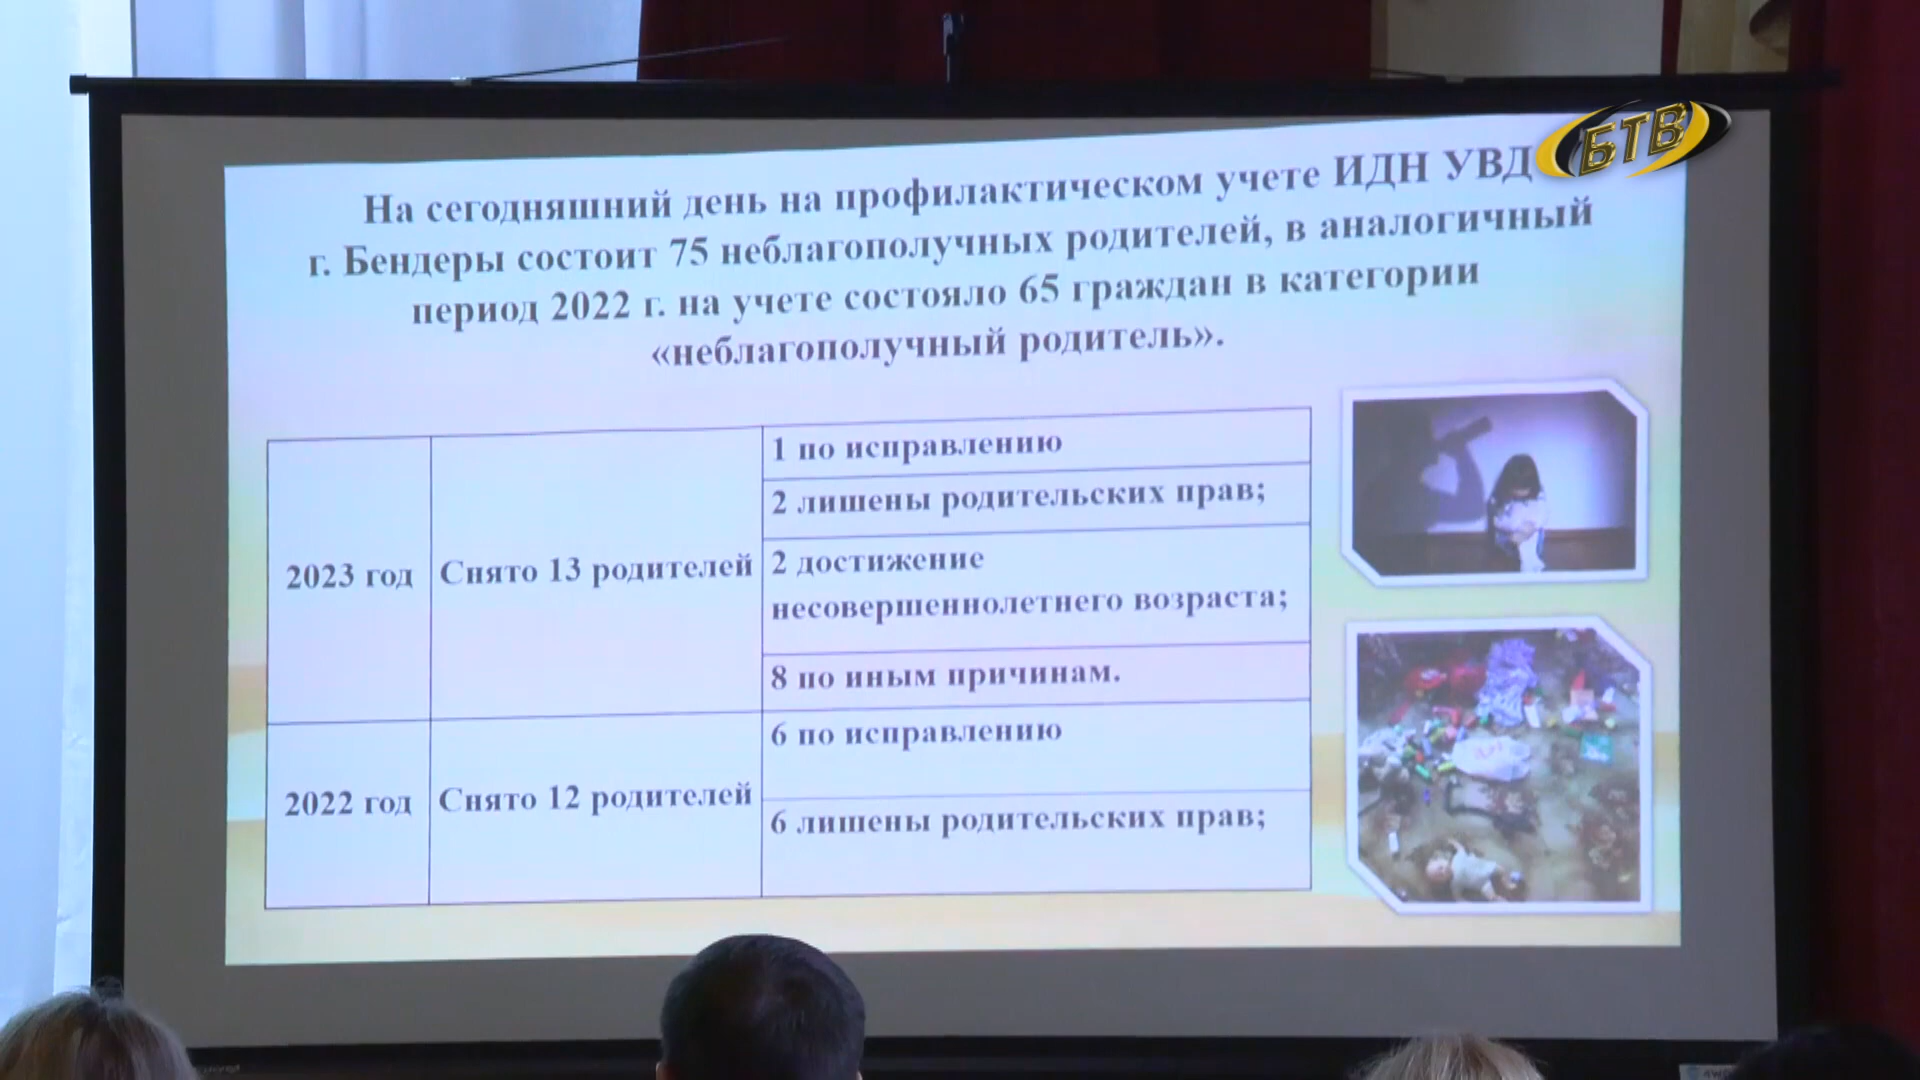 БТВ
На сегодняшний день на профилактическом учете ИДН УВД
г. Бендеры состоит 75 неблагополучных родителей, в аналогичный
период 2022 г. на учете состояло 65 граждан в категории
«неблагополучный родитель».
2023 год
Снято 13 родителей
1 по исправлению
2 лишены родительских прав;
2 достижение
несовершеннолетнего возраста;
8 по иным причинам.
2022 год
Снято 12 родителей
6 по исправлению
6 лишены родительских прав;